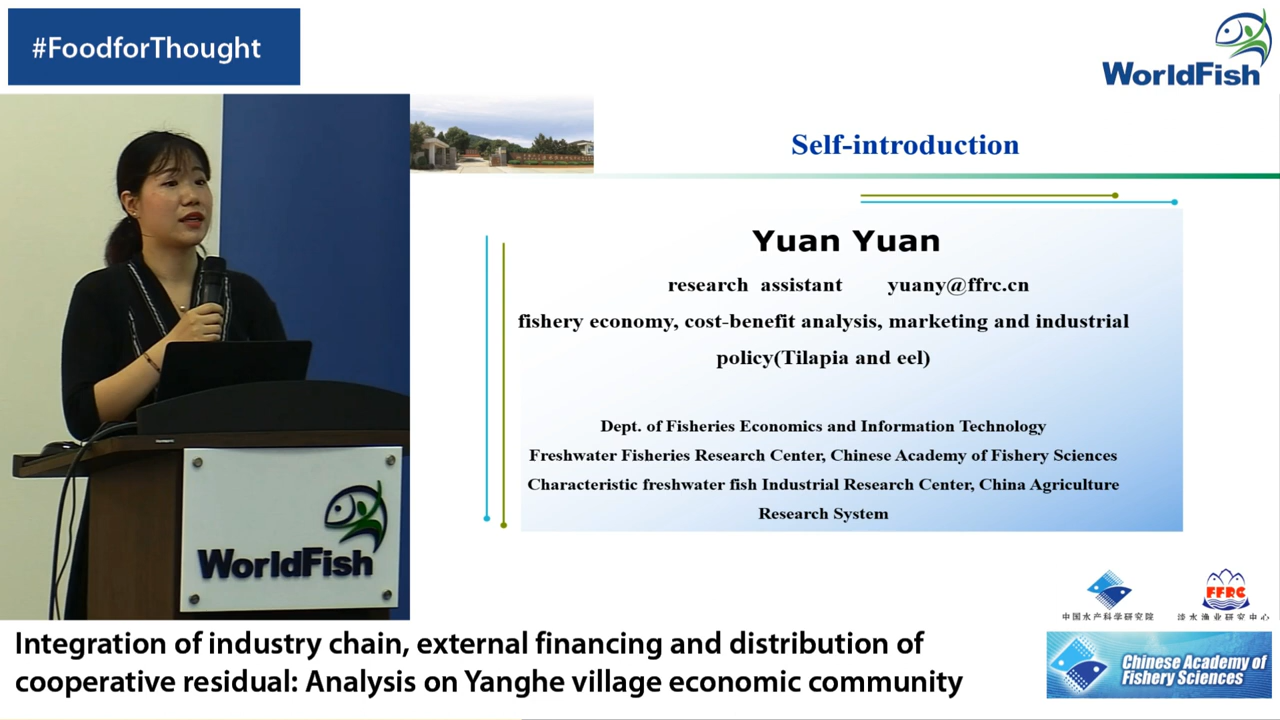 #FoodforThought
WorldFish
Self-introduction
Yuan Yuan
research assistant yuany@ffrc.cn
fishery economy, cost-benefit analysis, marketing and industrial
policy(Tilapia and eel)
Dept. of Fisheries Economics and Information Technology
Freshwater Fisheries Research Center, Chinese Academy of Fishery Sciences
Characteristic freshwater fish Industrial Research Center, China Agriculture
Research System
WorldFish
FFRC
中国水产科学研究院
淡水渔业研究中心
Integration of industry chain, external financing and distribution of
cooperative residual: Analysis on Yanghe village economic community
Chinese Academy of
Fishery Sciences